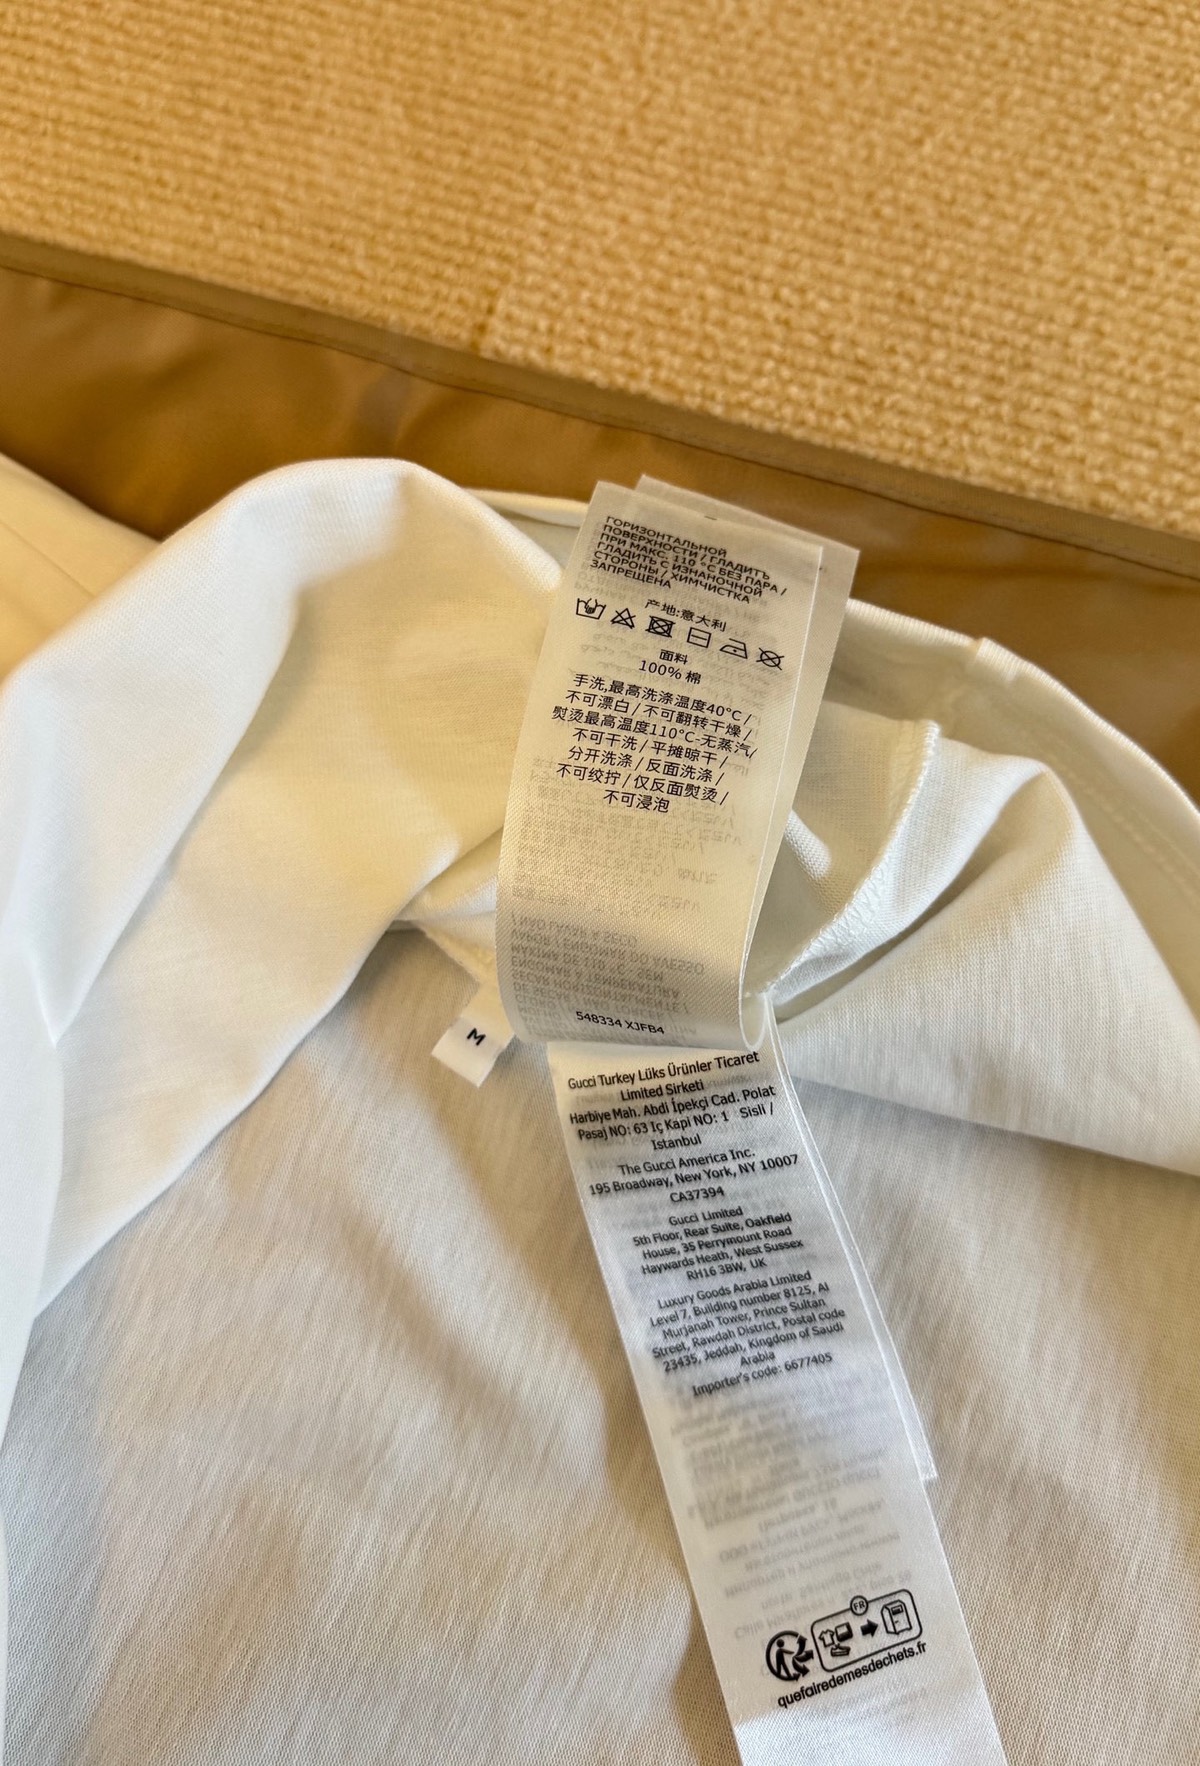 ГОРИЗОНТАЛЬНОЙ
ПОВЕРХНОСТИ / ГЛАДИТЬ
ПРИ МАКС. 110 °C БЕЗ ПАРА /
ГЛАДИТЬ С ИЗНАНОЧНОЙ
СТОРОНЫ / ХИМЧИСТКА
ЗАПРЕЩЕНА
产地:意大利
面料
100% 棉
手洗,最高洗涤温度40°C /
不可漂白 / 不可翻转干燥 /
熨烫最高温度110°C-无蒸汽/
不可干洗 / 平摊晾干 /
分开洗涤 / 反面洗涤 /
不可绞拧 / 仅反面熨烫 /
不可浸泡
548334 XJFB4
M
Gucci Turkey Lüks Ürünler Ticaret
Limited Sirketi
Harbiye Mah. Abdi İpekçi Cad. Polat
Pasaj NO: 63 Iç Kapi NO: 1 Sisli /
Istanbul
The Gucci America Inc.
195 Broadway, New York, NY 10007
CA37394
Gucci Limited
5th Floor, Rear Suite, Oakfield
House, 35 Perrymount Road
Haywards Heath, West Sussex
RH16 3BW, UK
Luxury Goods Arabia Limited
Level 7, Building number 8125, Al
Murjanah Tower, Prince Sultan
Street, Rawdah District, Postal code
23435, Jeddah, Kingdom of Saudi
Arabia
Importer's code: 6677405
FR
quefairedemesdechets.fr